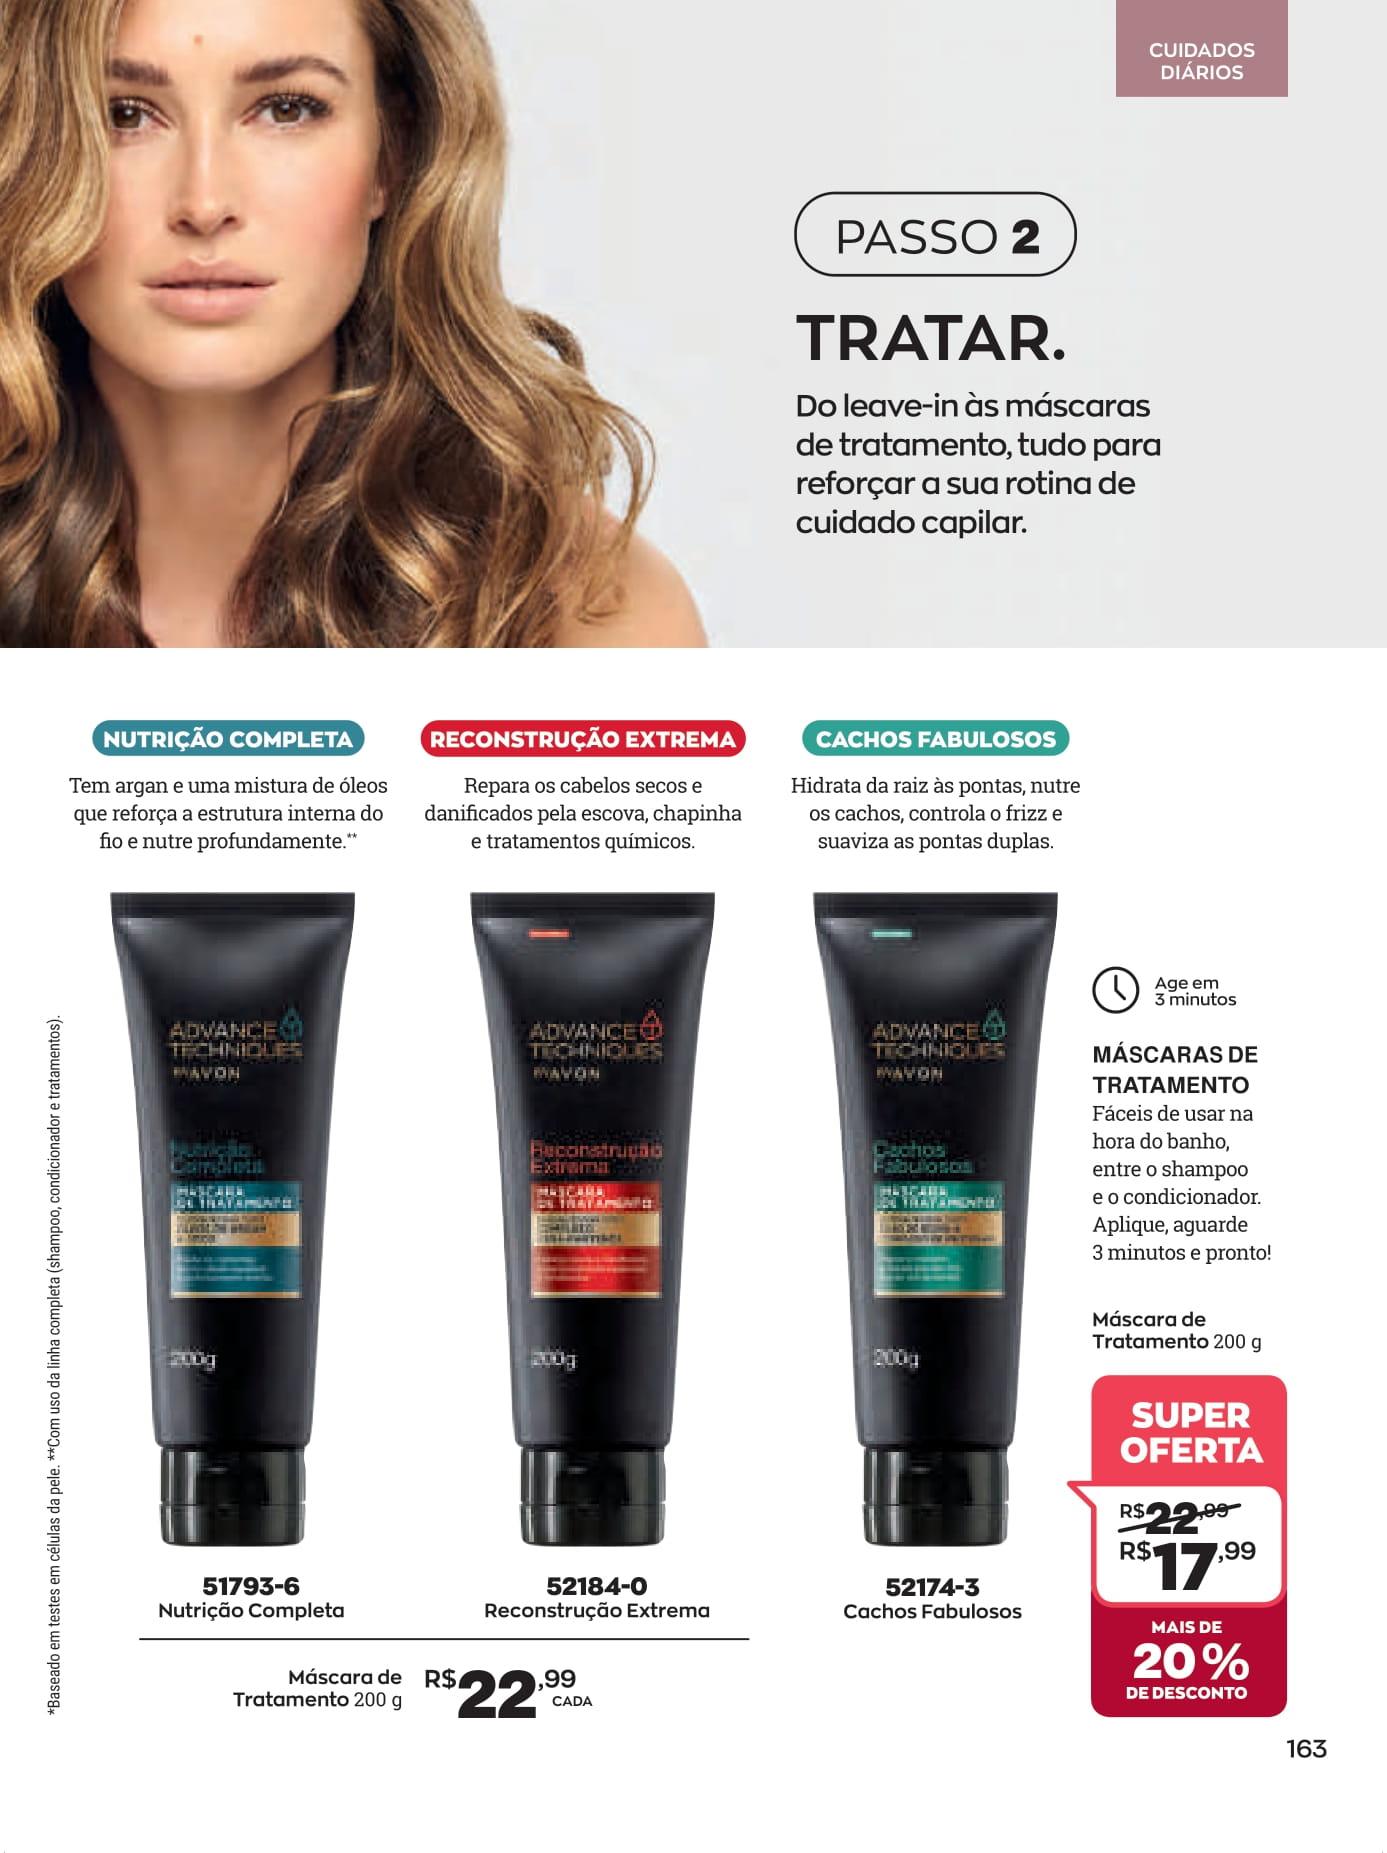 CUIDADOS
DIÁRIOS
PASSO 2
TRATAR.
Do leave-in às máscaras
de tratamento, tudo para
reforçar a sua rotina de
cuidado capilar.
NUTRIÇÃO COMPLETA
Tem argan e uma mistura de óleos
que reforça a estrutura interna do
fio e nutre profundamente.**
RECONSTRUÇÃO EXTREMA
Repara os cabelos secos e
danificados pela escova, chapinha
e tratamentos químicos.
CACHOS FABULOSOS
Hidrata da raiz às pontas, nutre
os cachos, controla o frizz e
suaviza as pontas duplas.
ADVANCE
TECHNIQUES
AVON
Nutrição
Completa
MÁSCARA
DE TRATAMENTO
200g
ADVANCE
TECHNIQUES
AVON
Reconstrução
Extrema
MÁSCARA
DE TRATAMENTO
200g
ADVANCE
TECHNIQUES
AVON
Cachos
Fabulosos
MÁSCARA
DE TRATAMENTO
200g
Age em
3 minutos
MÁSCARAS DE
TRATAMENTO
Fáceis de usar na
hora do banho,
entre o shampoo
e o condicionador.
Aplique, aguarde
3 minutos e pronto!
Máscara de
Tratamento 200 g
SUPER
OFERTA
R$22,99
R$17,99
MAIS DE
20%
DE DESCONTO
51793-6
Nutrição Completa
52184-0
Reconstrução Extrema
52174-3
Cachos Fabulosos
Máscara de
Tratamento 200 g
R$22,99
CADA
*Baseado em testes em células da pele. **Com uso da linha completa (shampoo, condicionador e tratamentos).
163